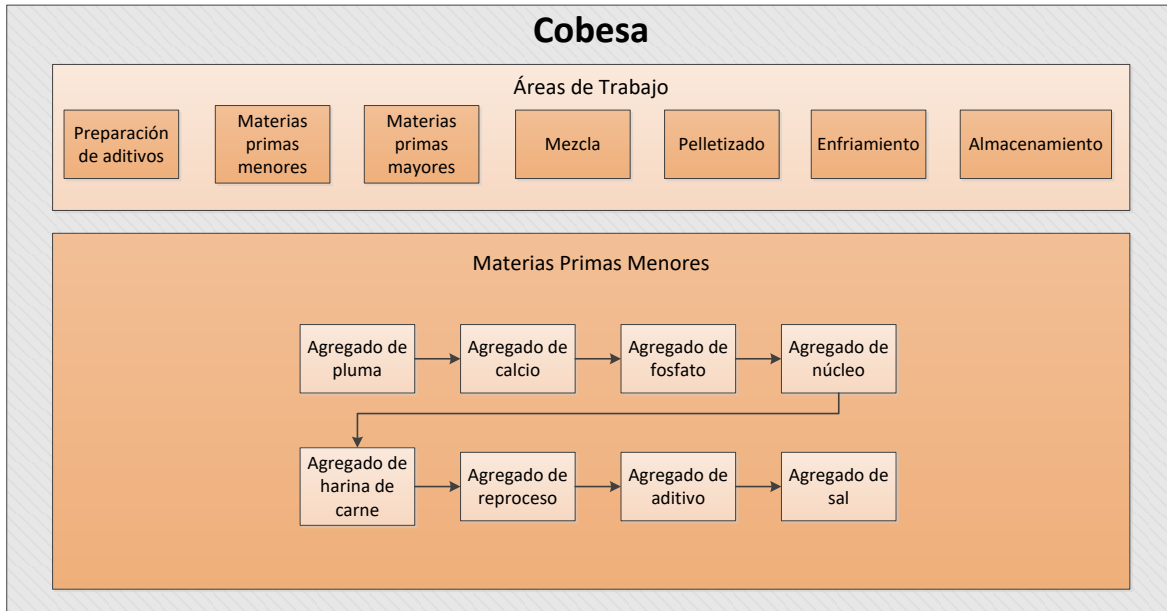 Cobesa
Áreas de Trabajo
Preparación
de aditivos
Materias
primas
menores
Materias
primas
mayores
Mezcla
Pelletizado
Enfriamiento
Almacenamiento
Materias Primas Menores
Agregado de
pluma
Agregado de
calcio
Agregado de
fosfato
Agregado de
núcleo
Agregado de
harina de
carne
Agregado de
reproceso
Agregado de
aditivo
Agregado de
sal